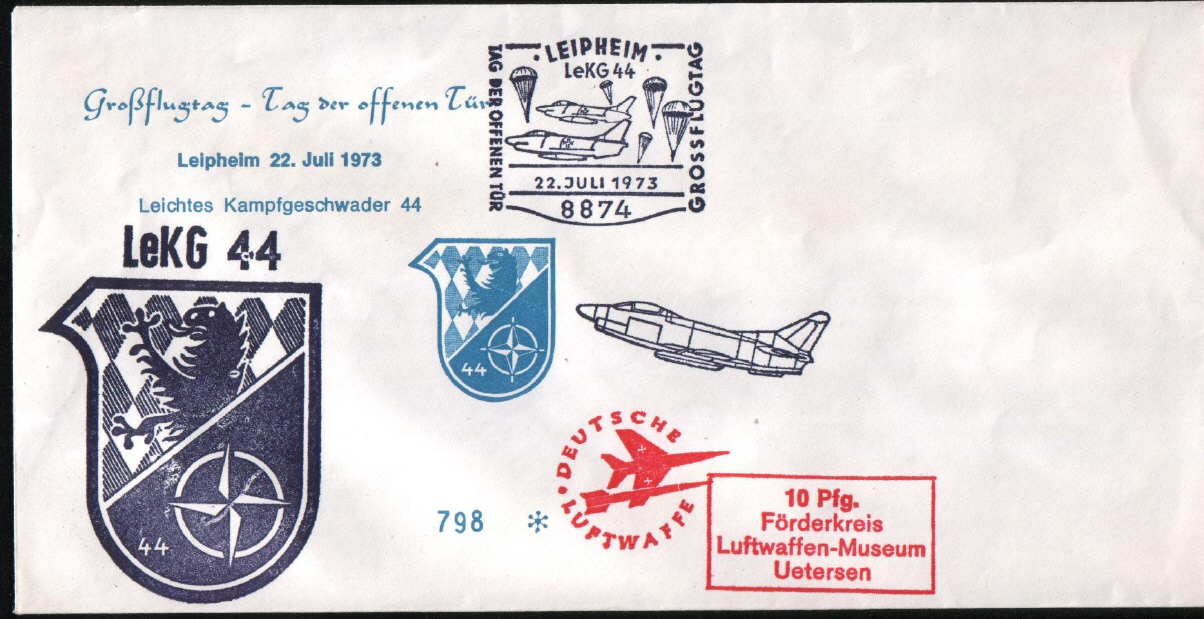 Großflugtag - Tag der offenen Tür
Leipheim 22. Juli 1973
Leichtes Kampfgeschwader 44
LeKG 44
44
TAG DER OFFENEN TÜR
· LEIPHEIM ·
LeKG 44
GROSSFLUGTAG
22. JULI 1973
8874
44
798 *
• DEUTSCHE LUFTWAFFE
10 Pfg.
Förderkreis
Luftwaffen-Museum
Uetersen